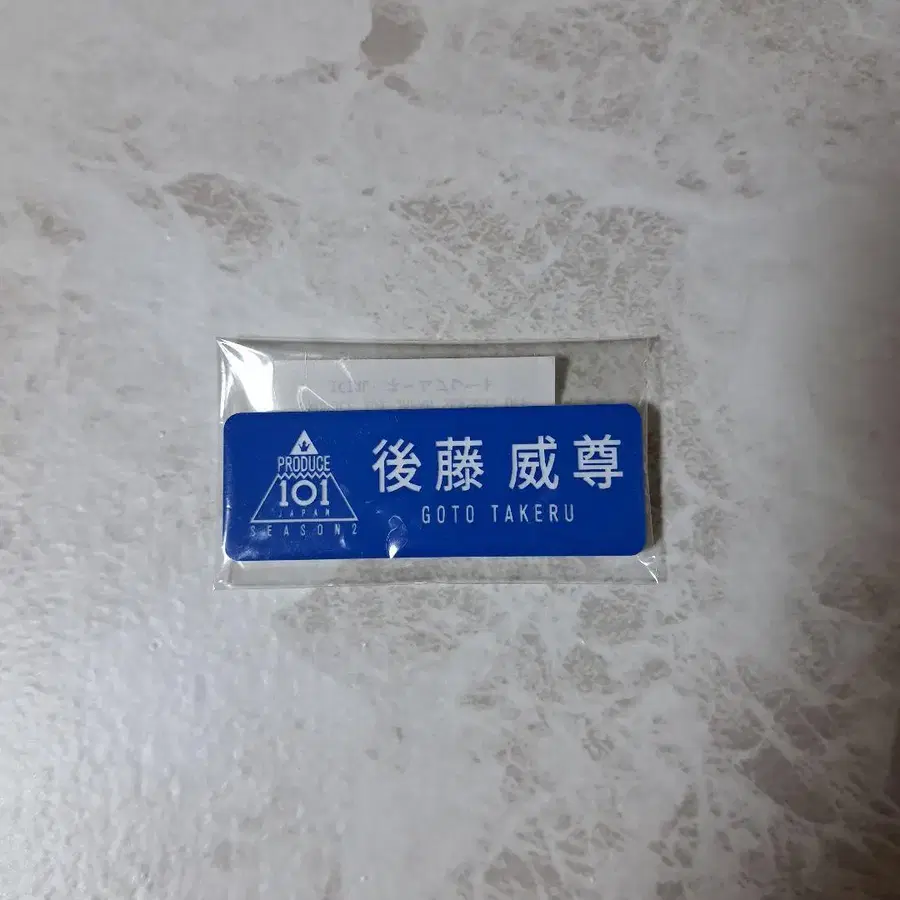 PRODUCE
101
JAPAN
SEASON2
後藤 威尊
GOTO TAKERU